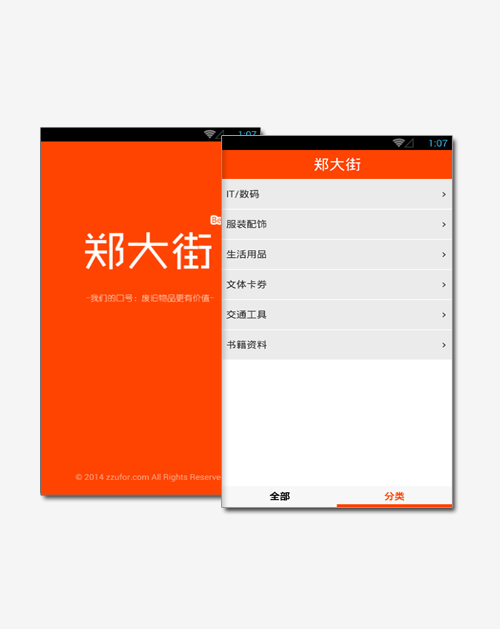 1:07
郑大街
-我们的口号：废旧物品更有价值-
© 2014 zzufor.com All Rights Reserve
1:07
郑大街
IT/数码
服装配饰
生活用品
文体卡券
交通工具
书籍资料
全部
分类